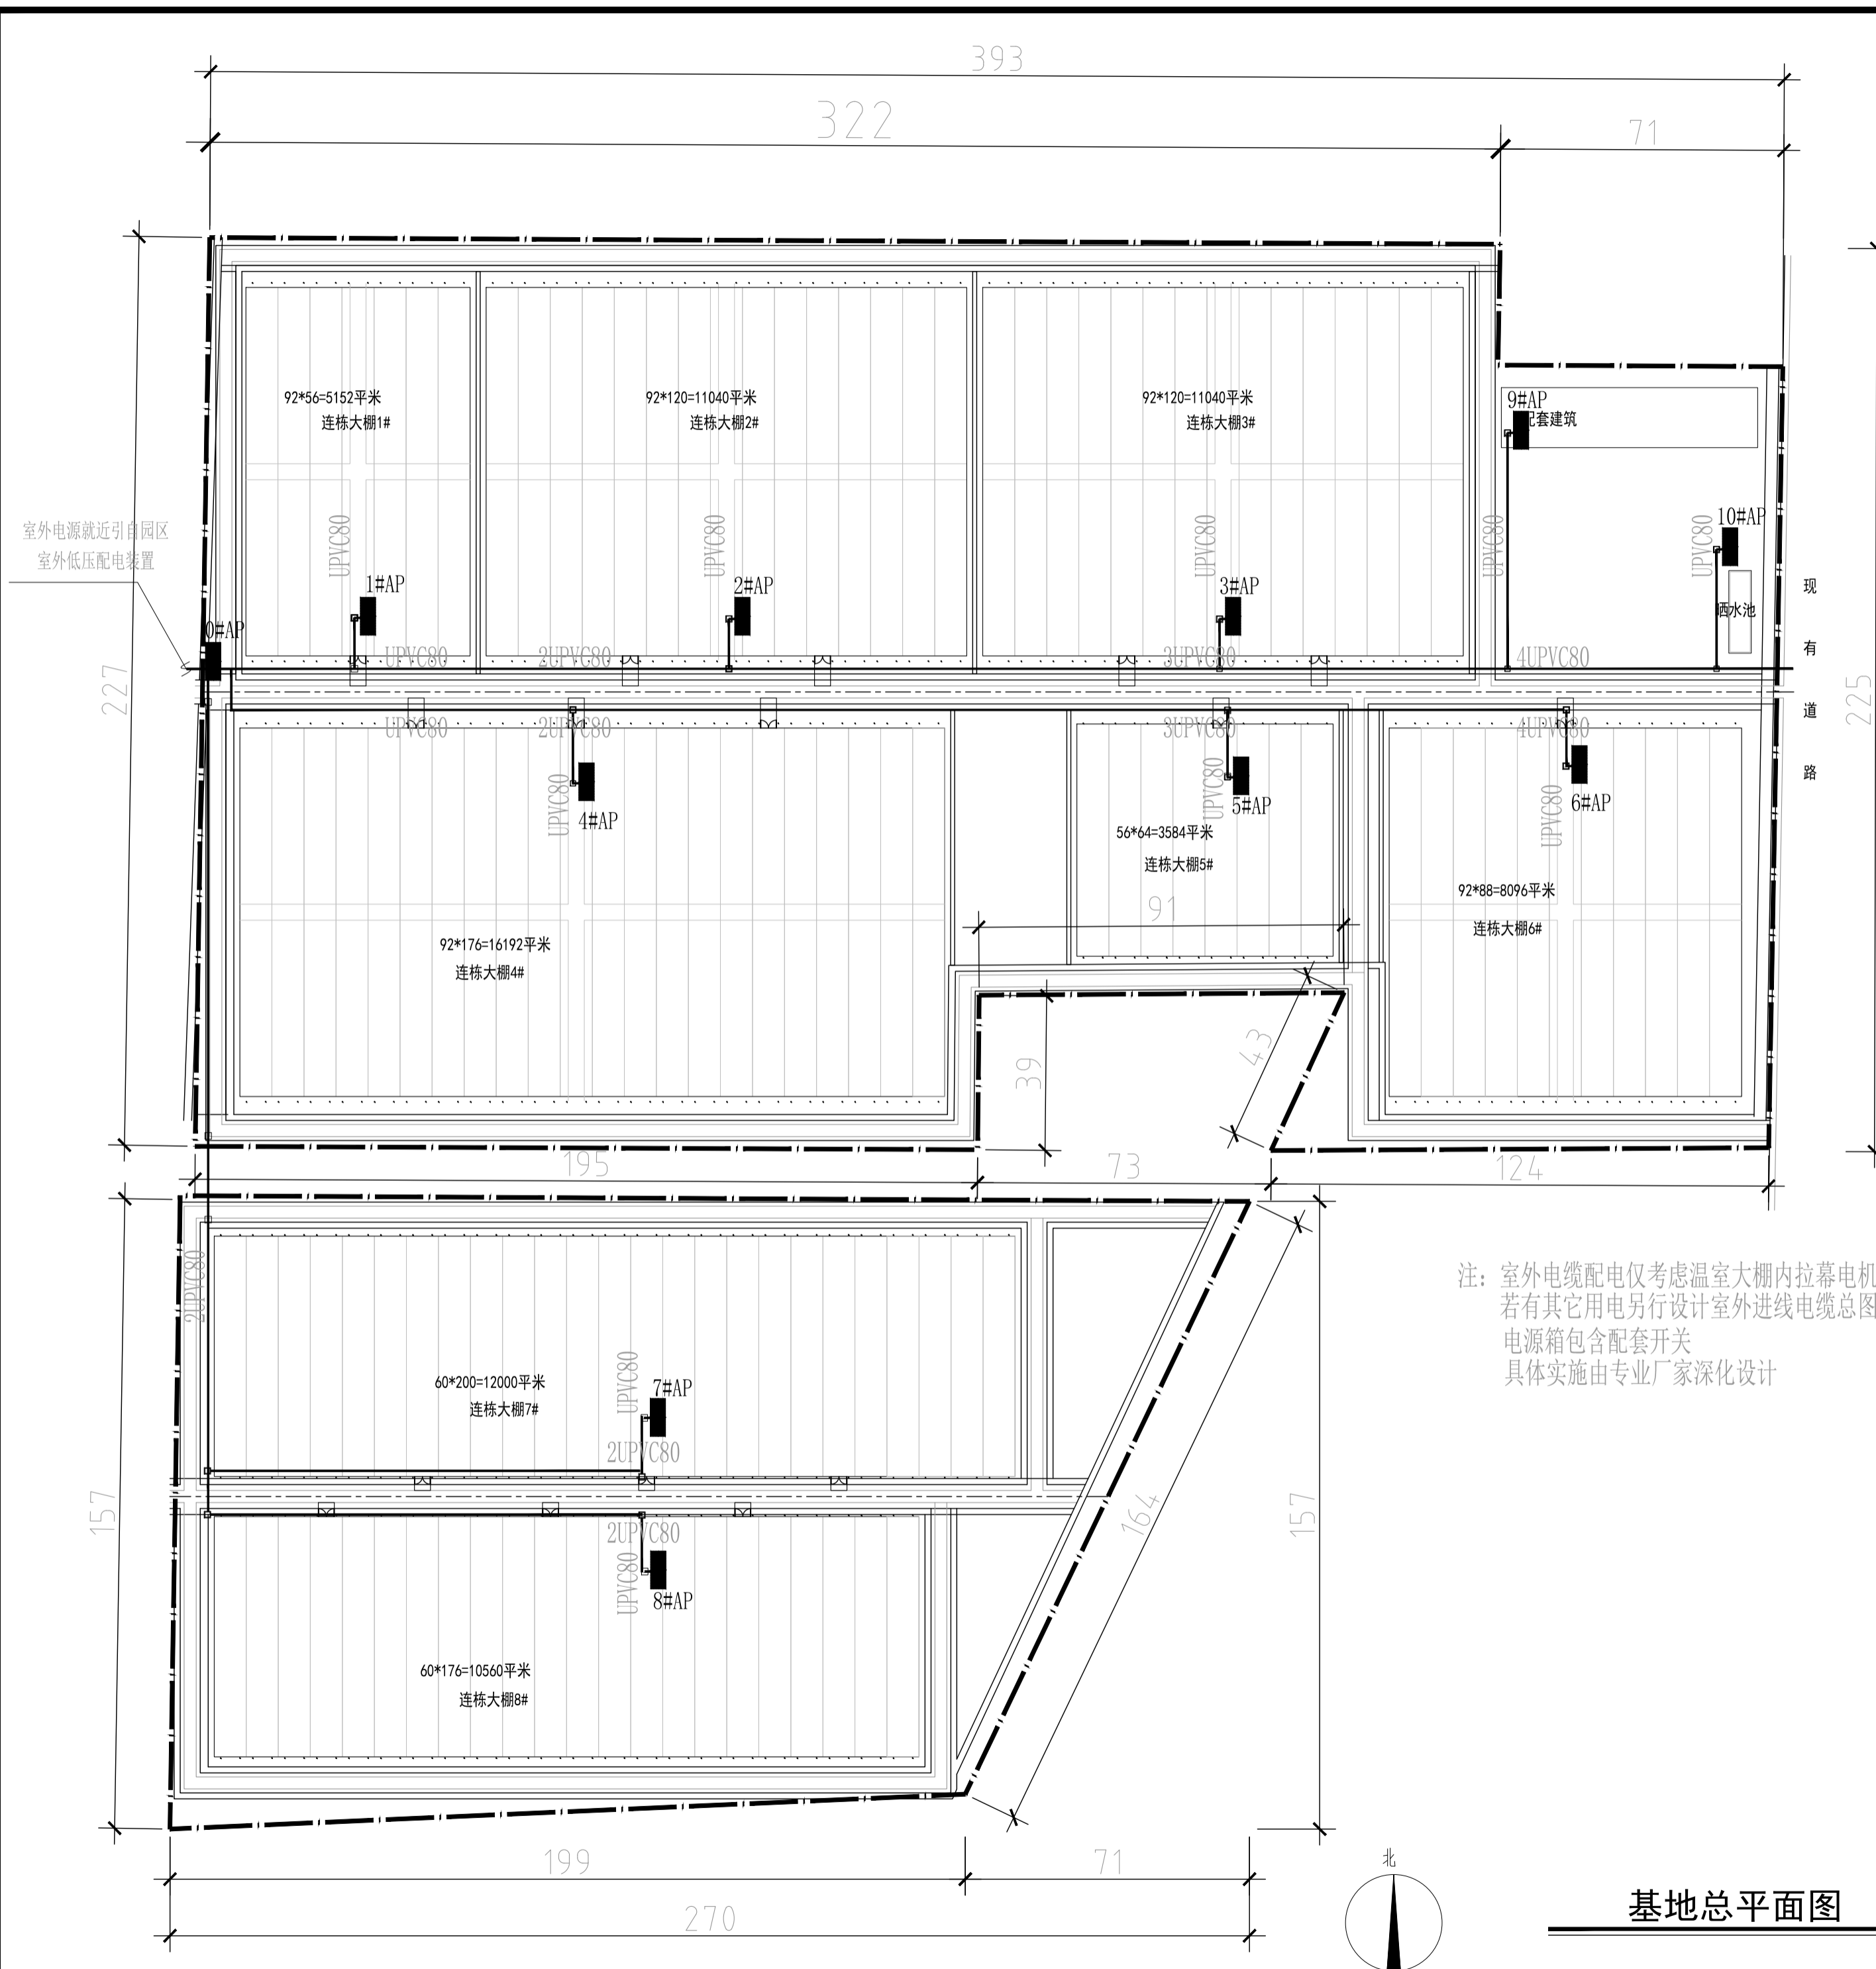 393
322
71
227
225
92*56=5152平米
连栋大棚1#
92*120=11040平米
连栋大棚2#
92*120=11040平米
连栋大棚3#
9#AP
配套建筑
室外电源就近引自园区
室外低压配电装置
UPVC80
UPVC80
UPVC80
UPVC80
UPVC80
10#AP
1#AP
2#AP
3#AP
晒水池
0#AP
现
有
道
路
UPVC80
2UPVC80
3UPVC80
4UPVC80
UPVC80
2UPVC80
3UPVC80
4UPVC80
UPVC80
UPVC80
UPVC80
4#AP
5#AP
6#AP
56*64=3584平米
连栋大棚5#
92*88=8096平米
连栋大棚6#
91
92*176=16192平米
连栋大棚4#
39
43
195
73
124
2UPVC80
注：室外电缆配电仅考虑温室大棚内拉幕电机
若有其它用电另行设计室外进线电缆总图
电源箱包含配套开关
具体实施由专业厂家深化设计
60*200=12000平米
连栋大棚7#
UPVC80
7#AP
2UPVC80
157
164
157
2UPVC80
UPVC80
8#AP
60*176=10560平米
连栋大棚8#
199
71
270
北
基地总平面图